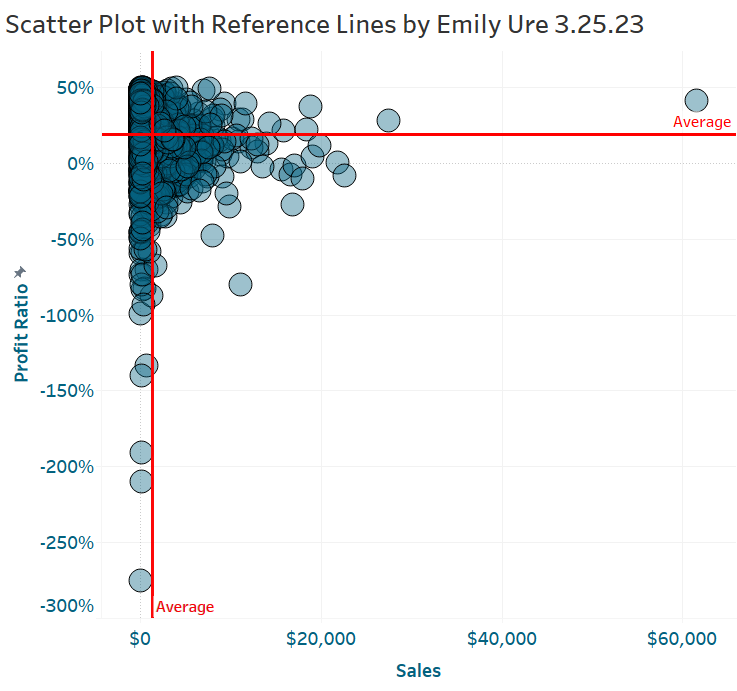 Scatter Plot with Reference Lines by Emily Ure 3.25.23
50%
Average
0%
-50%
-100%
-150%
-200%
-250%
-300%
Profit Ratio
Average
$0
$20,000
$40,000
$60,000
Sales